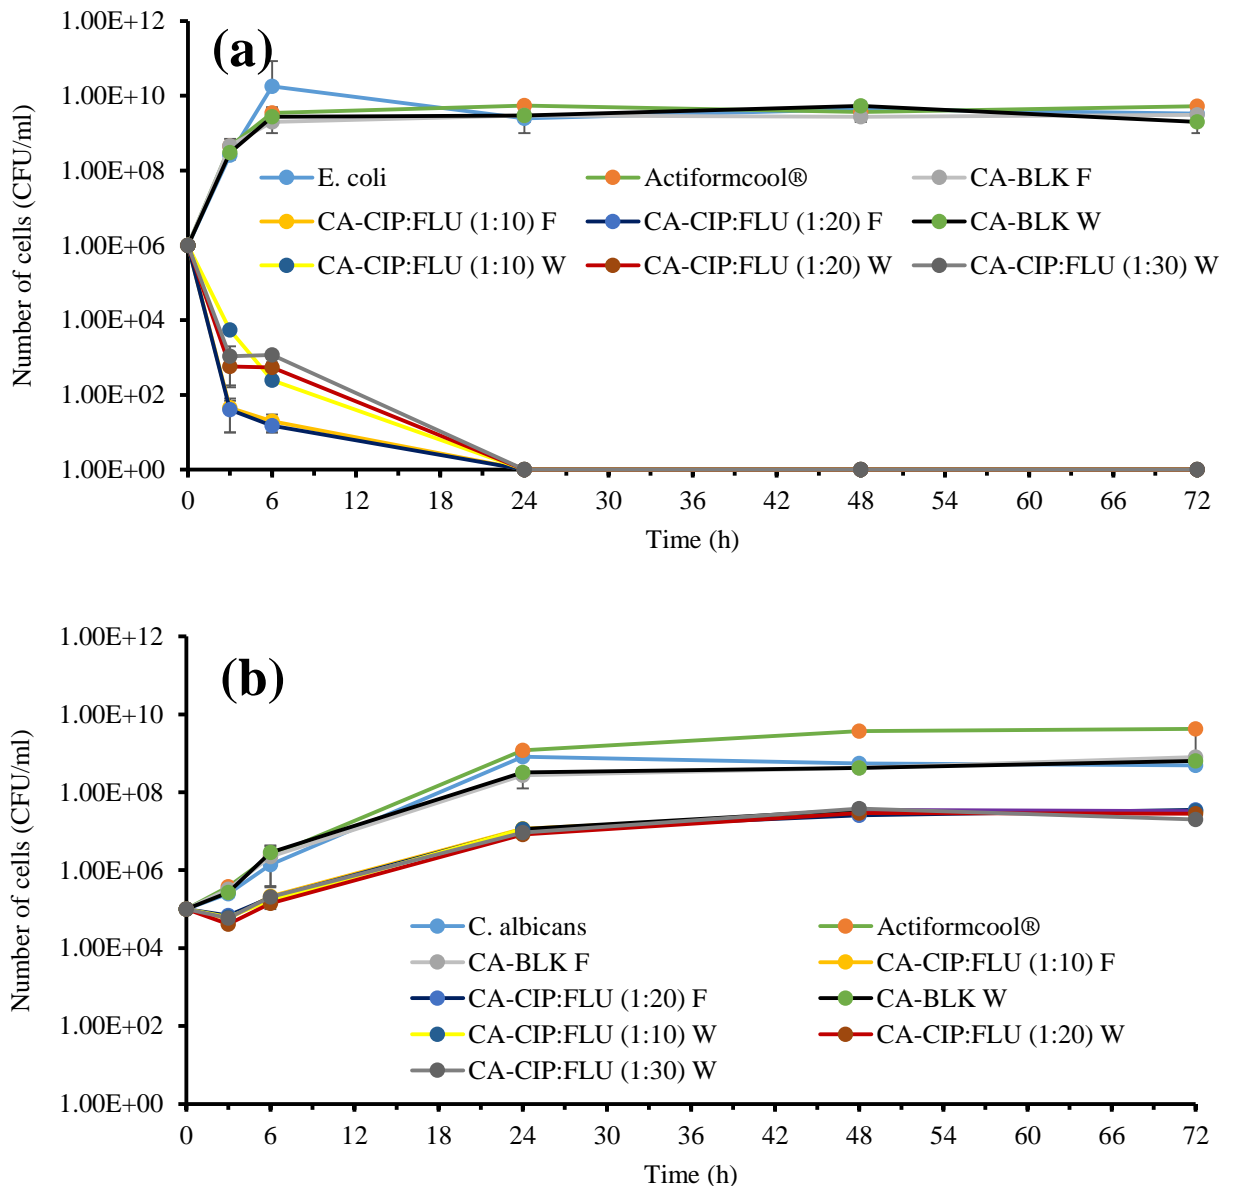 (a)
Number of cells (CFU/ml)
1.00E+12
1.00E+10
1.00E+08
1.00E+06
1.00E+04
1.00E+02
1.00E+00
E. coli Actiformcool® CA-BLK F
CA-CIP:FLU (1:10) F CA-CIP:FLU (1:20) F CA-BLK W
CA-CIP:FLU (1:10) W CA-CIP:FLU (1:20) W CA-CIP:FLU (1:30) W
0 6 12 18 24 30 36 42 48 54 60 66 72
Time (h)
(b)
Number of cells (CFU/ml)
1.00E+12
1.00E+10
1.00E+08
1.00E+06
1.00E+04
1.00E+02
1.00E+00
C. albicans Actiformcool®
CA-BLK F CA-CIP:FLU (1:10) F
CA-CIP:FLU (1:20) F CA-BLK W
CA-CIP:FLU (1:10) W CA-CIP:FLU (1:20) W
CA-CIP:FLU (1:30) W
0 6 12 18 24 30 36 42 48 54 60 66 72
Time (h)